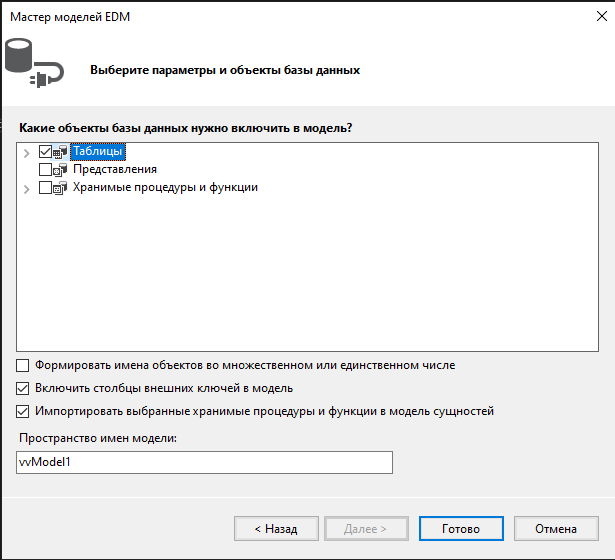 Мастер моделей EDM
Выберите параметры и объекты базы данных
Какие объекты базы данных нужно включить в модель?
Таблицы
Представления
Хранимые процедуры и функции
Формировать имена объектов во множественном или единственном числе
Включить столбцы внешних ключей в модель
Импортировать выбранные хранимые процедуры и функции в модель сущностей
Пространство имен модели:
vvModel1
< Назад
Далее >
Готово
Отмена